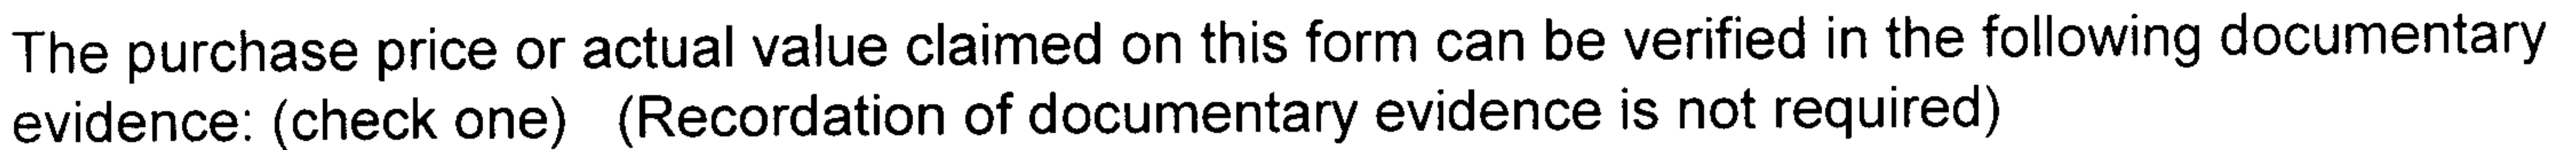 The purchase price or actual value claimed on this form can be verified in the following documentary
evidence: (check one) (Recordation of documentary evidence is not required)